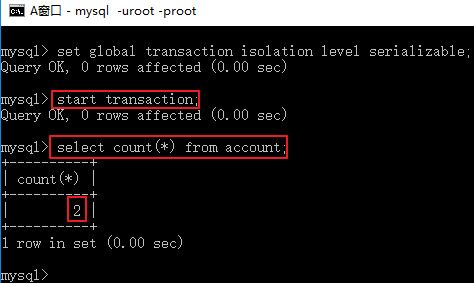 A窗口 - mysql -uroot -proot
mysql> set global transaction isolation level serializable;
Query OK, 0 rows affected (0.00 sec)
mysql> start transaction;
Query OK, 0 rows affected (0.00 sec)
mysql> select count(*) from account;
+----------+
| count(*) |
+----------+
|        2 |
+----------+
1 row in set (0.00 sec)
mysql>